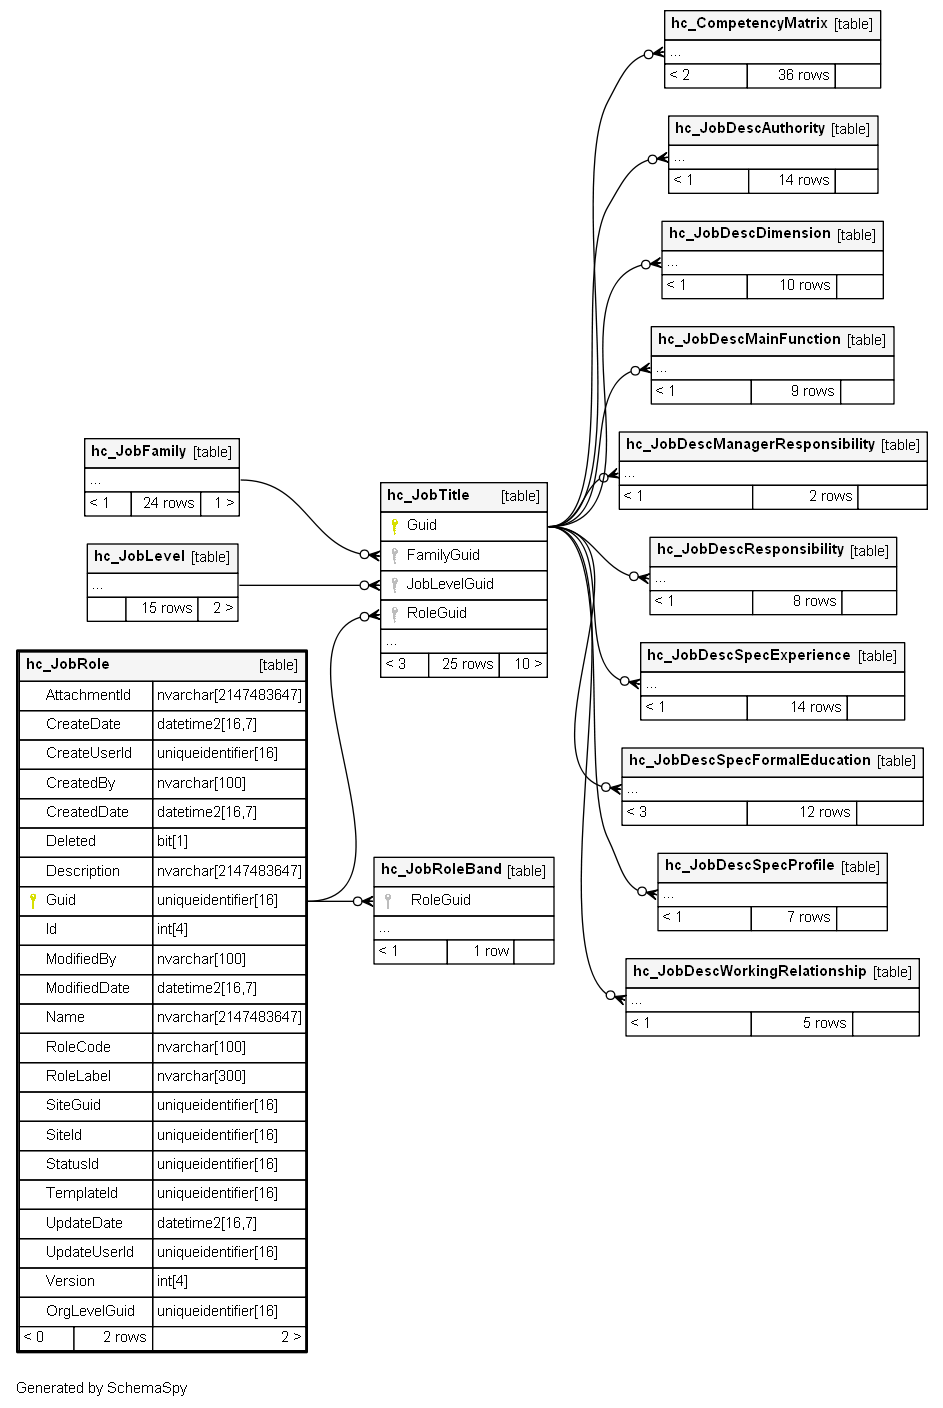 hc_CompetencyMatrix [table]
...
< 2 36 rows
hc_JobDescAuthority [table]
...
< 1 14 rows
hc_JobDescDimension [table]
...
< 1 10 rows
hc_JobDescMainFunction [table]
...
< 1 9 rows
hc_JobDescManagerResponsibility [table]
...
< 1 2 rows
hc_JobDescResponsibility [table]
...
< 1 8 rows
hc_JobDescSpecExperience [table]
...
< 1 14 rows
hc_JobDescSpecFormalEducation [table]
...
< 3 12 rows
hc_JobDescSpecProfile [table]
...
< 1 7 rows
hc_JobDescWorkingRelationship [table]
...
< 1 5 rows
hc_JobFamily [table]
...
< 1 24 rows 1 >
hc_JobLevel [table]
...
15 rows 2 >
hc_JobTitle [table]
Guid
FamilyGuid
JobLevelGuid
RoleGuid
...
< 3 25 rows 10 >
hc_JobRoleBand [table]
RoleGuid
...
< 1 1 row
hc_JobRole [table]
AttachmentId nvarchar[2147483647]
CreateDate datetime2[16,7]
CreateUserId uniqueidentifier[16]
CreatedBy nvarchar[100]
CreatedDate datetime2[16,7]
Deleted bit[1]
Description nvarchar[2147483647]
Guid uniqueidentifier[16]
Id int[4]
ModifiedBy nvarchar[100]
ModifiedDate datetime2[16,7]
Name nvarchar[2147483647]
RoleCode nvarchar[100]
RoleLabel nvarchar[300]
SiteGuid uniqueidentifier[16]
SiteId uniqueidentifier[16]
StatusId uniqueidentifier[16]
TemplateId uniqueidentifier[16]
UpdateDate datetime2[16,7]
UpdateUserId uniqueidentifier[16]
Version int[4]
OrgLevelGuid uniqueidentifier[16]
< 0 2 rows 2 >
Generated by SchemaSpy